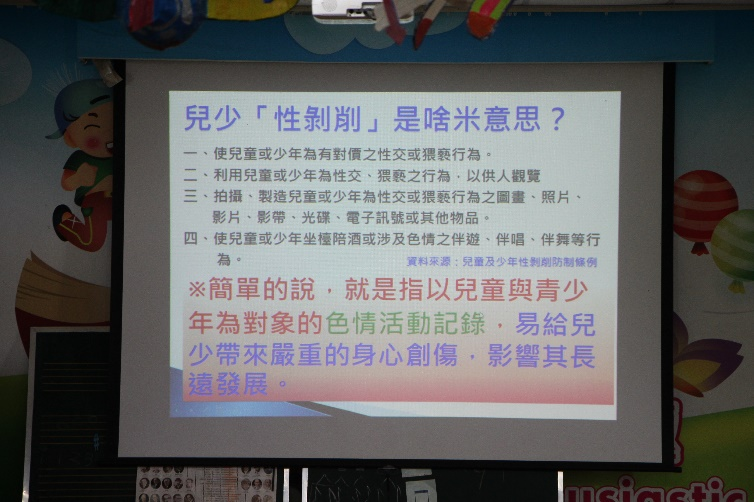 兒少「性剝削」是啥米意思？
一、使兒童或少年為有對價之性交或猥褻行為。
二、利用兒童或少年為性交、猥褻之行為，以供人觀覽
三、拍攝、製造兒童或少年為性交或猥褻行為之圖畫、照片、
影片、影帶、光碟、電子訊號或其他物品。
四、使兒童或少年坐檯陪酒或涉及色情之伴遊、伴唱、伴舞等行
為。
資料來源：兒童及少年性剝削防制條例
※簡單的說，就是指以兒童與青少
年為對象的色情活動記錄，易給兒
少帶來嚴重的身心創傷，影響其長
遠發展。